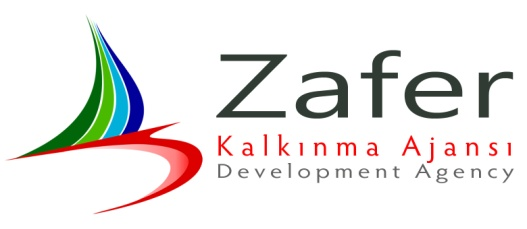 Zafer
Kalkınma Ajansı
Development Agency